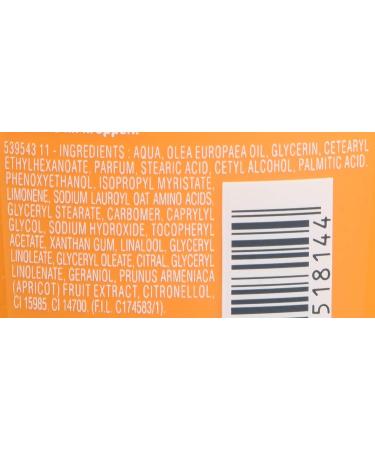 539543 11 - INGREDIENTS : AQUA, OLEA EUROPAEA OIL, GLYCERIN, CETEARYL
ETHYLHEXANOATE, PARFUM, STEARIC ACID, CETYL ALCOHOL, PALMITIC ACID,
PHENOXYETHANOL, ISOPROPYL MYRISTATE,
LIMONENE, SODIUM LAUROYL OAT AMINO ACIDS,
GLYCERYL STEARATE, CARBOMER, CAPRYLYL
GLYCOL, SODIUM HYDROXIDE, TOCOPHERYL
ACETATE, XANTHAN GUM, LINALOOL, GLYCERYL
LINOLEATE, GLYCERYL OLEATE, CITRAL, GLYCERYL
LINOLENATE, GERANIOL, PRUNUS ARMENIACA
(APRICOT) FRUIT EXTRACT, CITRONELLOL,
CI 15985, CI 14700. (F.I.L. C174583/1).
518144